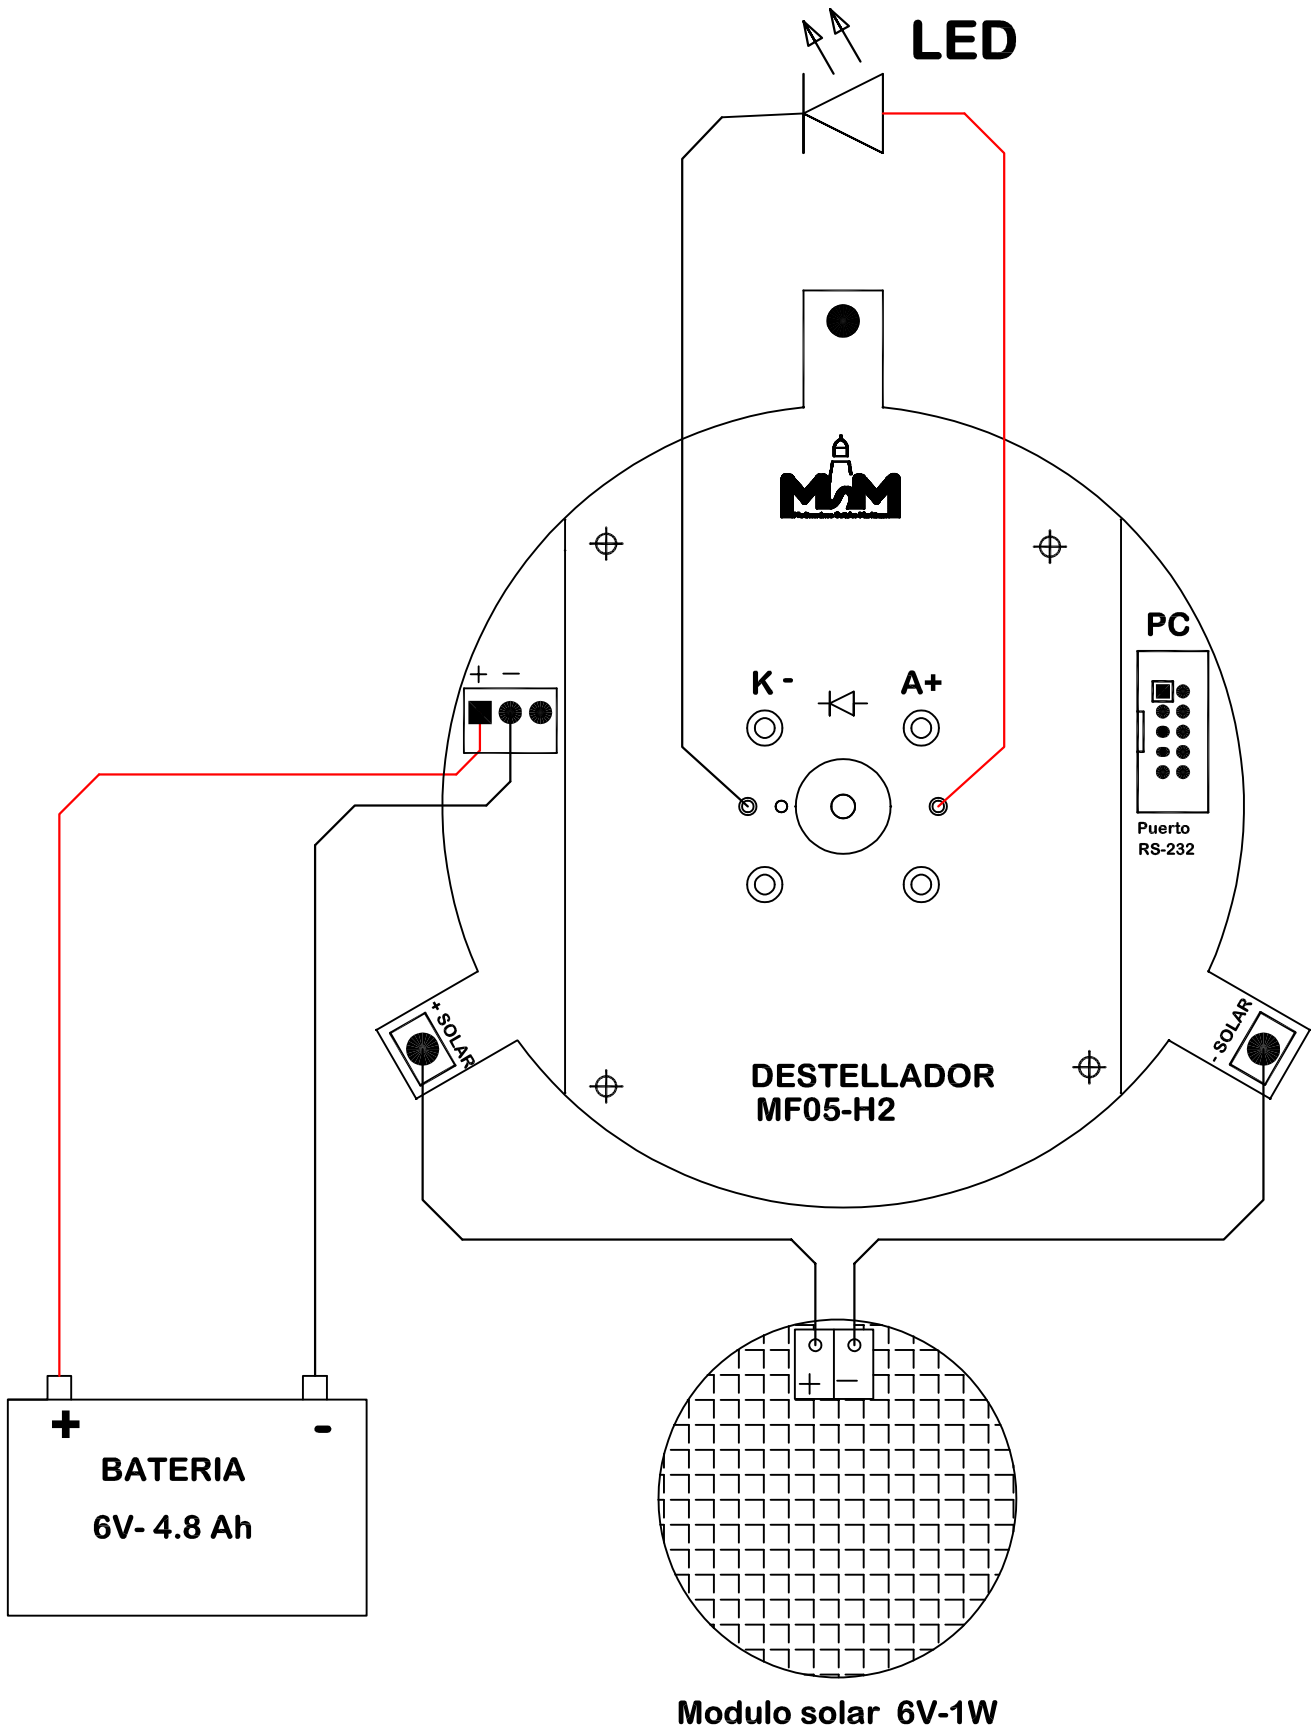 LED
MSM
PC
+ −
K - A+
Puerto
RS-232
+ SOLAR
- SOLAR
DESTELLADOR
MF05-H2
+ −
+ -
BATERIA
6V- 4.8 Ah
Modulo solar 6V-1W